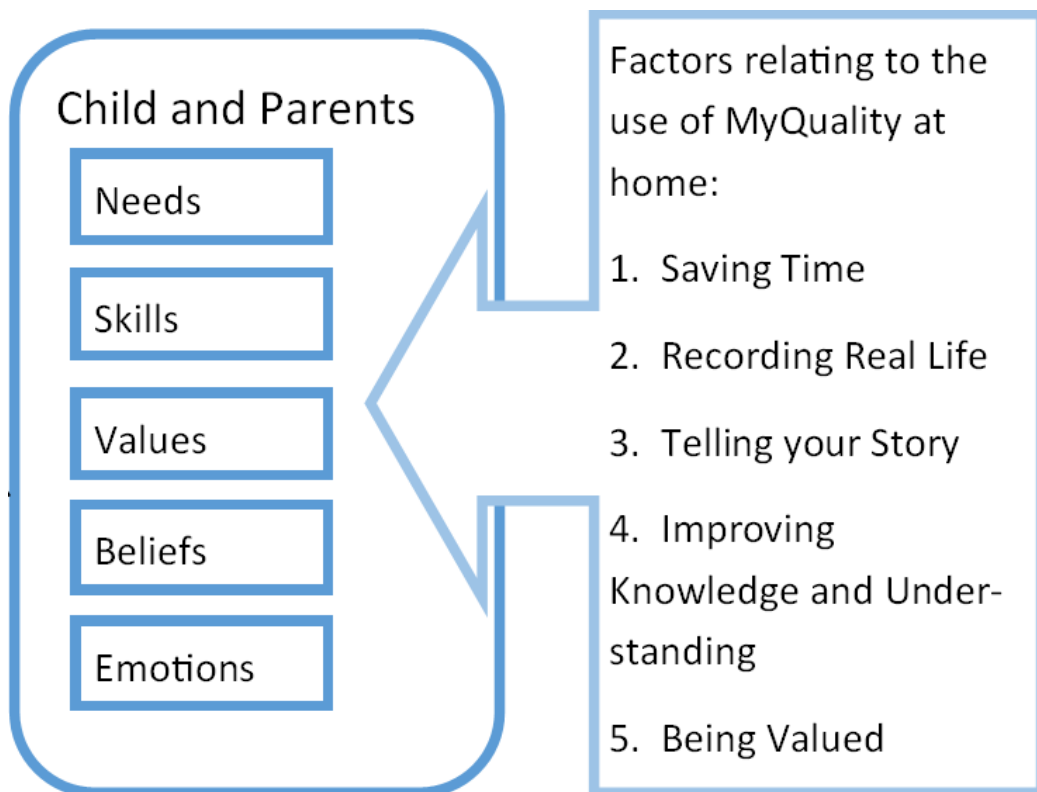 Child and Parents
Needs
Skills
Values
Beliefs
Emotions
Factors relating to the
use of MyQuality at
home:
1. Saving Time
2. Recording Real Life
3. Telling your Story
4. Improving
Knowledge and Under-
standing
5. Being Valued